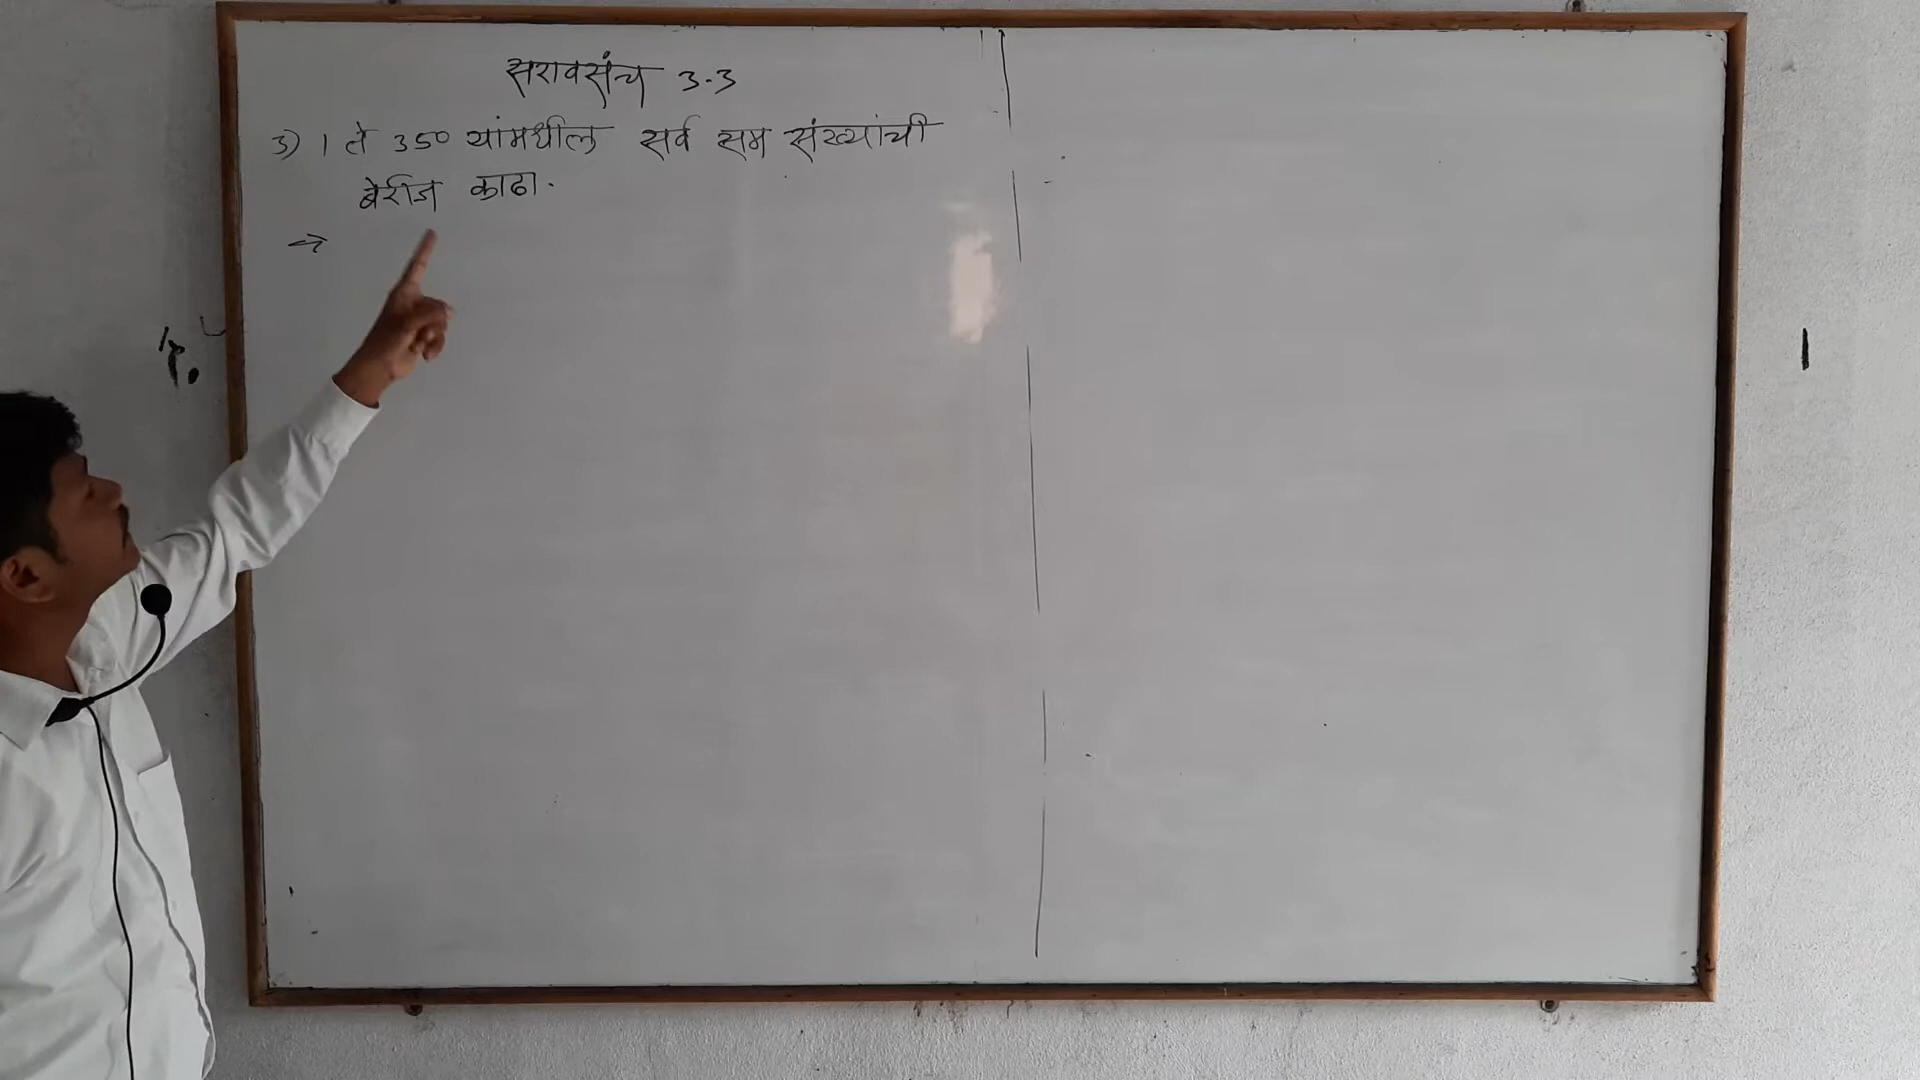 सरावसंच 3.3
3) 1 ते 350 यांमधील सर्व सम संख्यांची
बेरीज काढा.
→